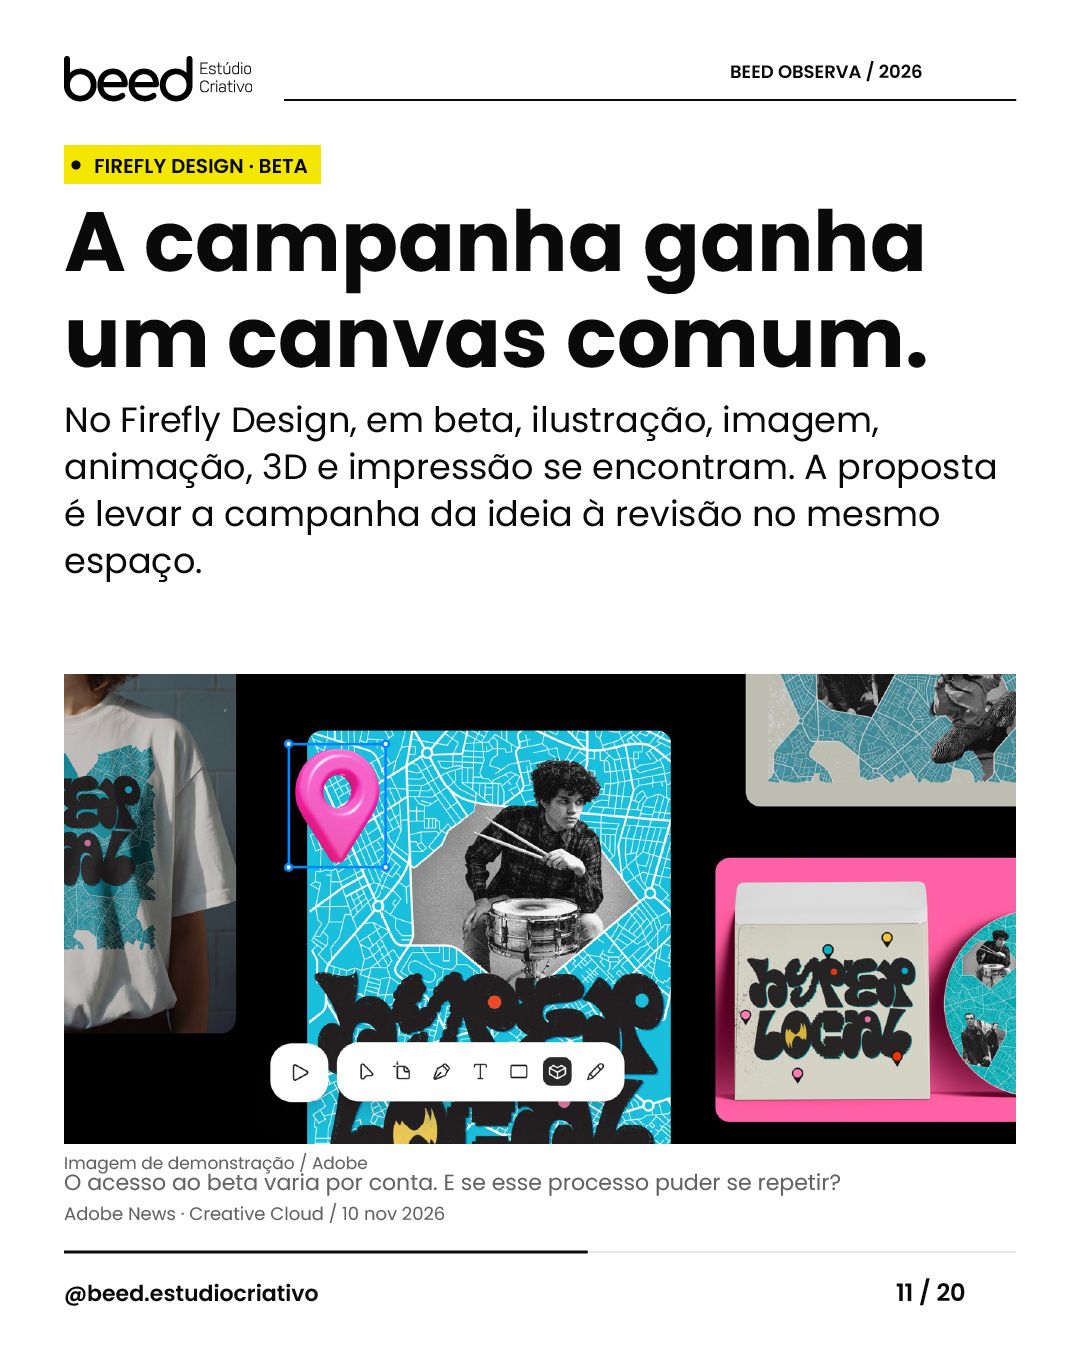 beed Estúdio
Criativo
BEED OBSERVA / 2026
• FIREFLY DESIGN · BETA
A campanha ganha
um canvas comum.
No Firefly Design, em beta, ilustração, imagem,
animação, 3D e impressão se encontram. A proposta
é levar a campanha da ideia à revisão no mesmo
espaço.
HYPER
LOCAL
HYPER
LOCAL
Imagem de demonstração / Adobe
O acesso ao beta varia por conta. E se esse processo puder se repetir?
Adobe News · Creative Cloud / 10 nov 2026
@beed.estudiocriativo
11 / 20